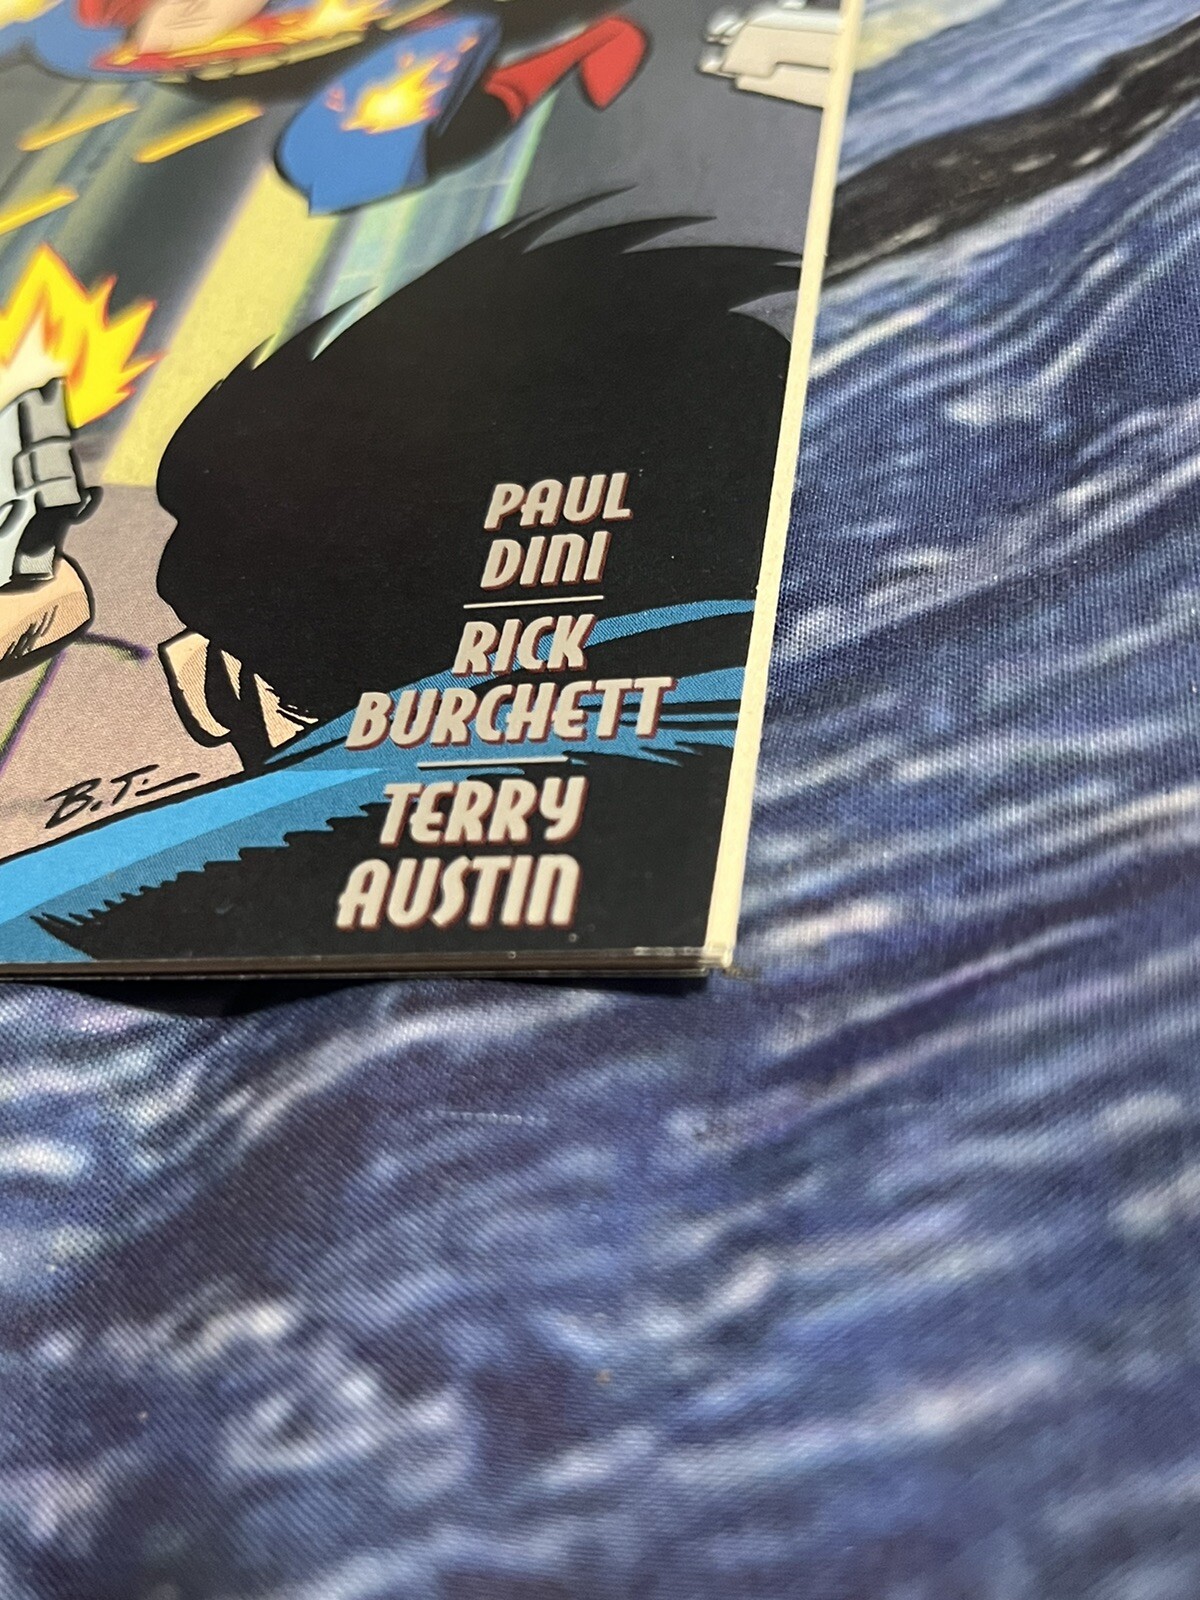 PAUL
DINI
RICK
BURCHETT
TERRY
AUSTIN
B.T.